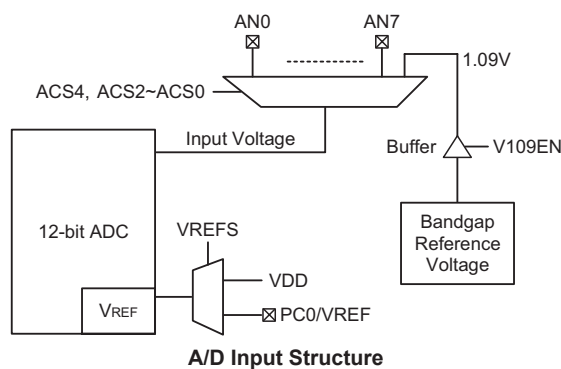 AN0 AN7
1.09V
ACS4, ACS2~ACS0
Input Voltage
Buffer V109EN
12-bit ADC
Bandgap
Reference
Voltage
VREFS
VDD
VREF
PC0/VREF
A/D Input Structure